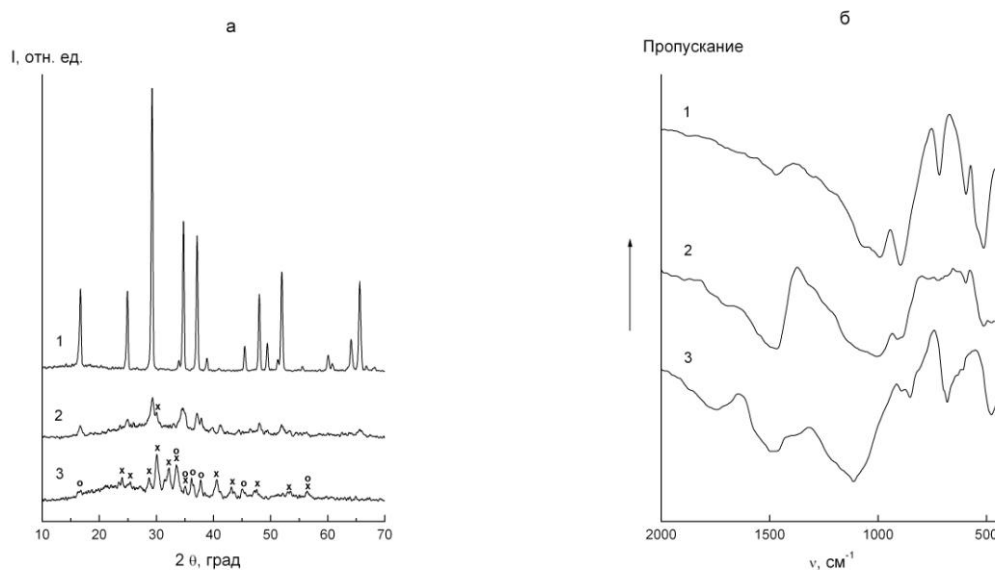 а
I, отн. ед.
1
2
x
3
o
x
x
x
x
x
o
x
o
x
o
o
x
x
o
x
x
o
x
10
20
30
40
50
60
70
2 θ, град
б
Пропускание
1
2
3
2000
1500
1000
500
ν, см⁻¹